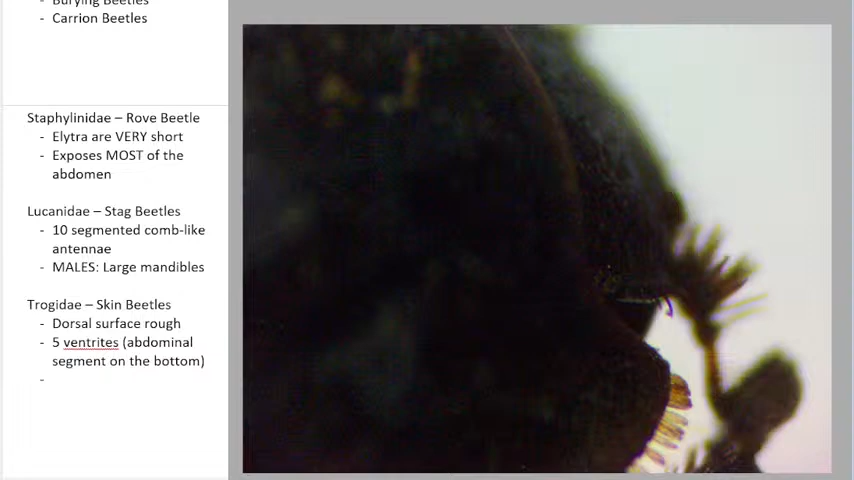 Burying Beetles
- Carrion Beetles
Staphylinidae – Rove Beetle
- Elytra are VERY short
- Exposes MOST of the
abdomen
Lucanidae – Stag Beetles
- 10 segmented comb-like
antennae
- MALES: Large mandibles
Trogidae – Skin Beetles
- Dorsal surface rough
- 5 ventrites (abdominal
segment on the bottom)
-